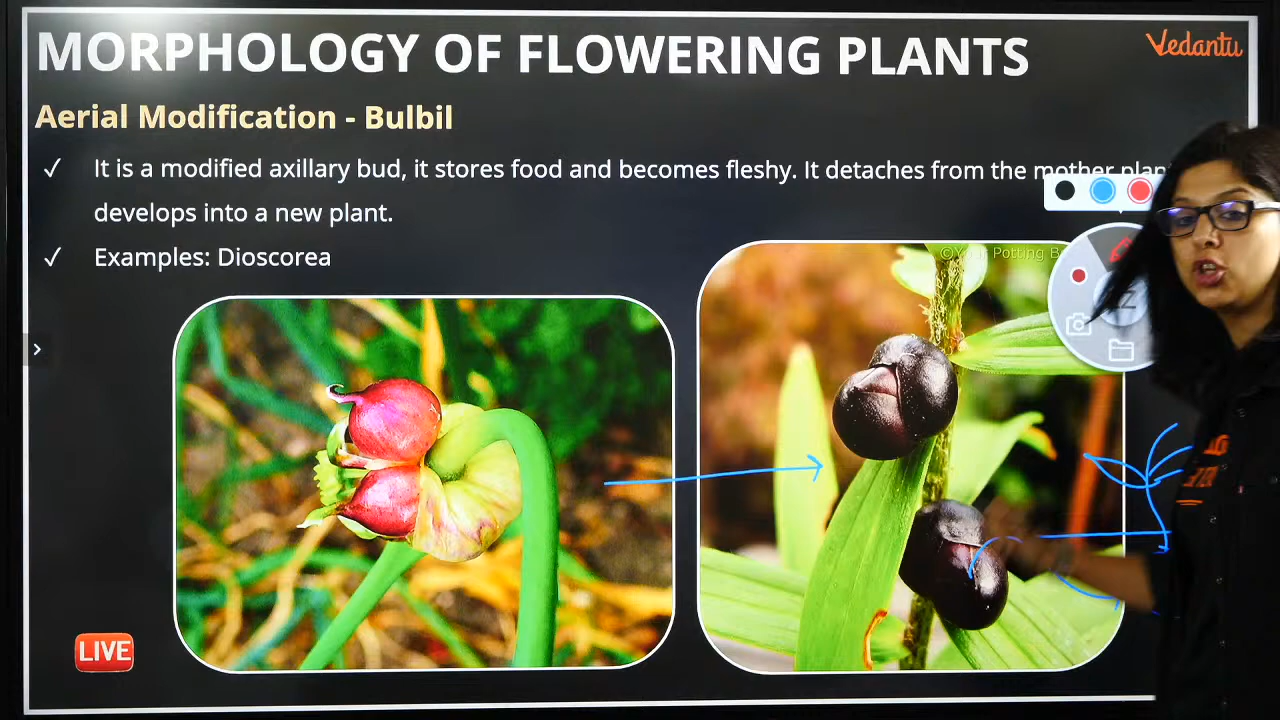 MORPHOLOGY OF FLOWERING PLANTS
Vedantu
Aerial Modification - Bulbil
✓ It is a modified axillary bud, it stores food and becomes fleshy. It detaches from the mother plan
develops into a new plant.
✓ Examples: Dioscorea
LIVE